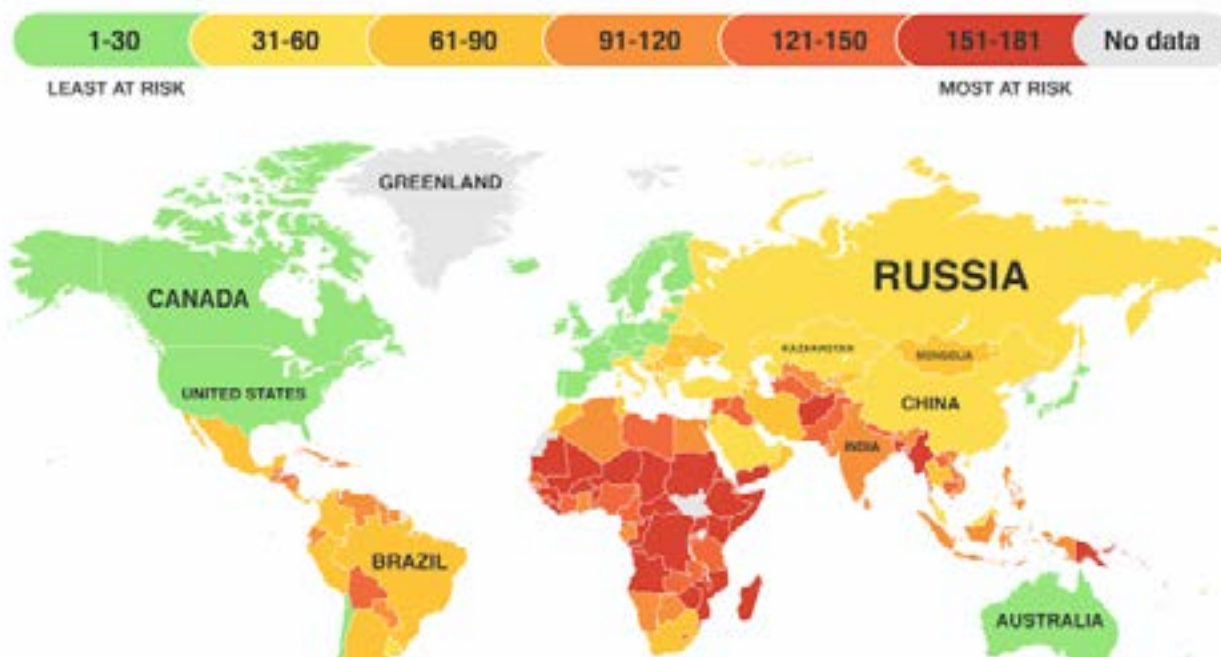 1-30 31-60 61-90 91-120 121-150 151-181 No data
LEAST AT RISK MOST AT RISK
GREENLAND
RUSSIA
CANADA
KAZAKHSTAN
MONGOLIA
UNITED STATES
CHINA
INDIA
BRAZIL
AUSTRALIA